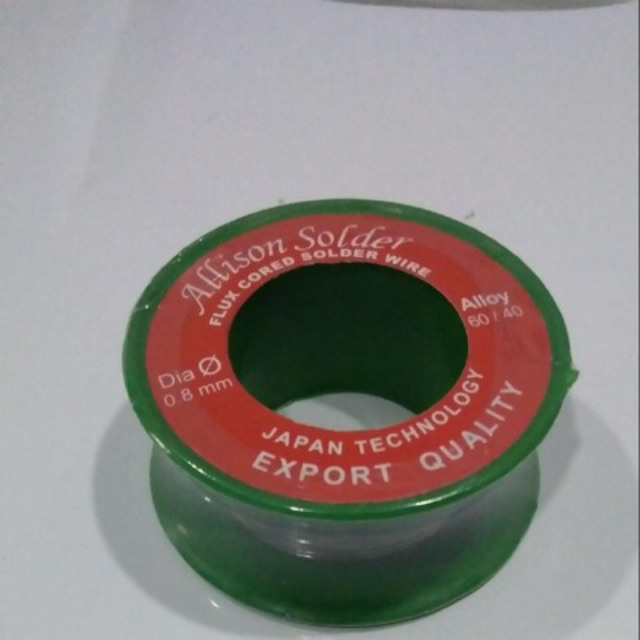 Allison Solder
FLUX CORED SOLDER WIRE
Alloy
60 / 40
Dia Ø
0.8 mm
JAPAN TECHNOLOGY
EXPORT QUALITY